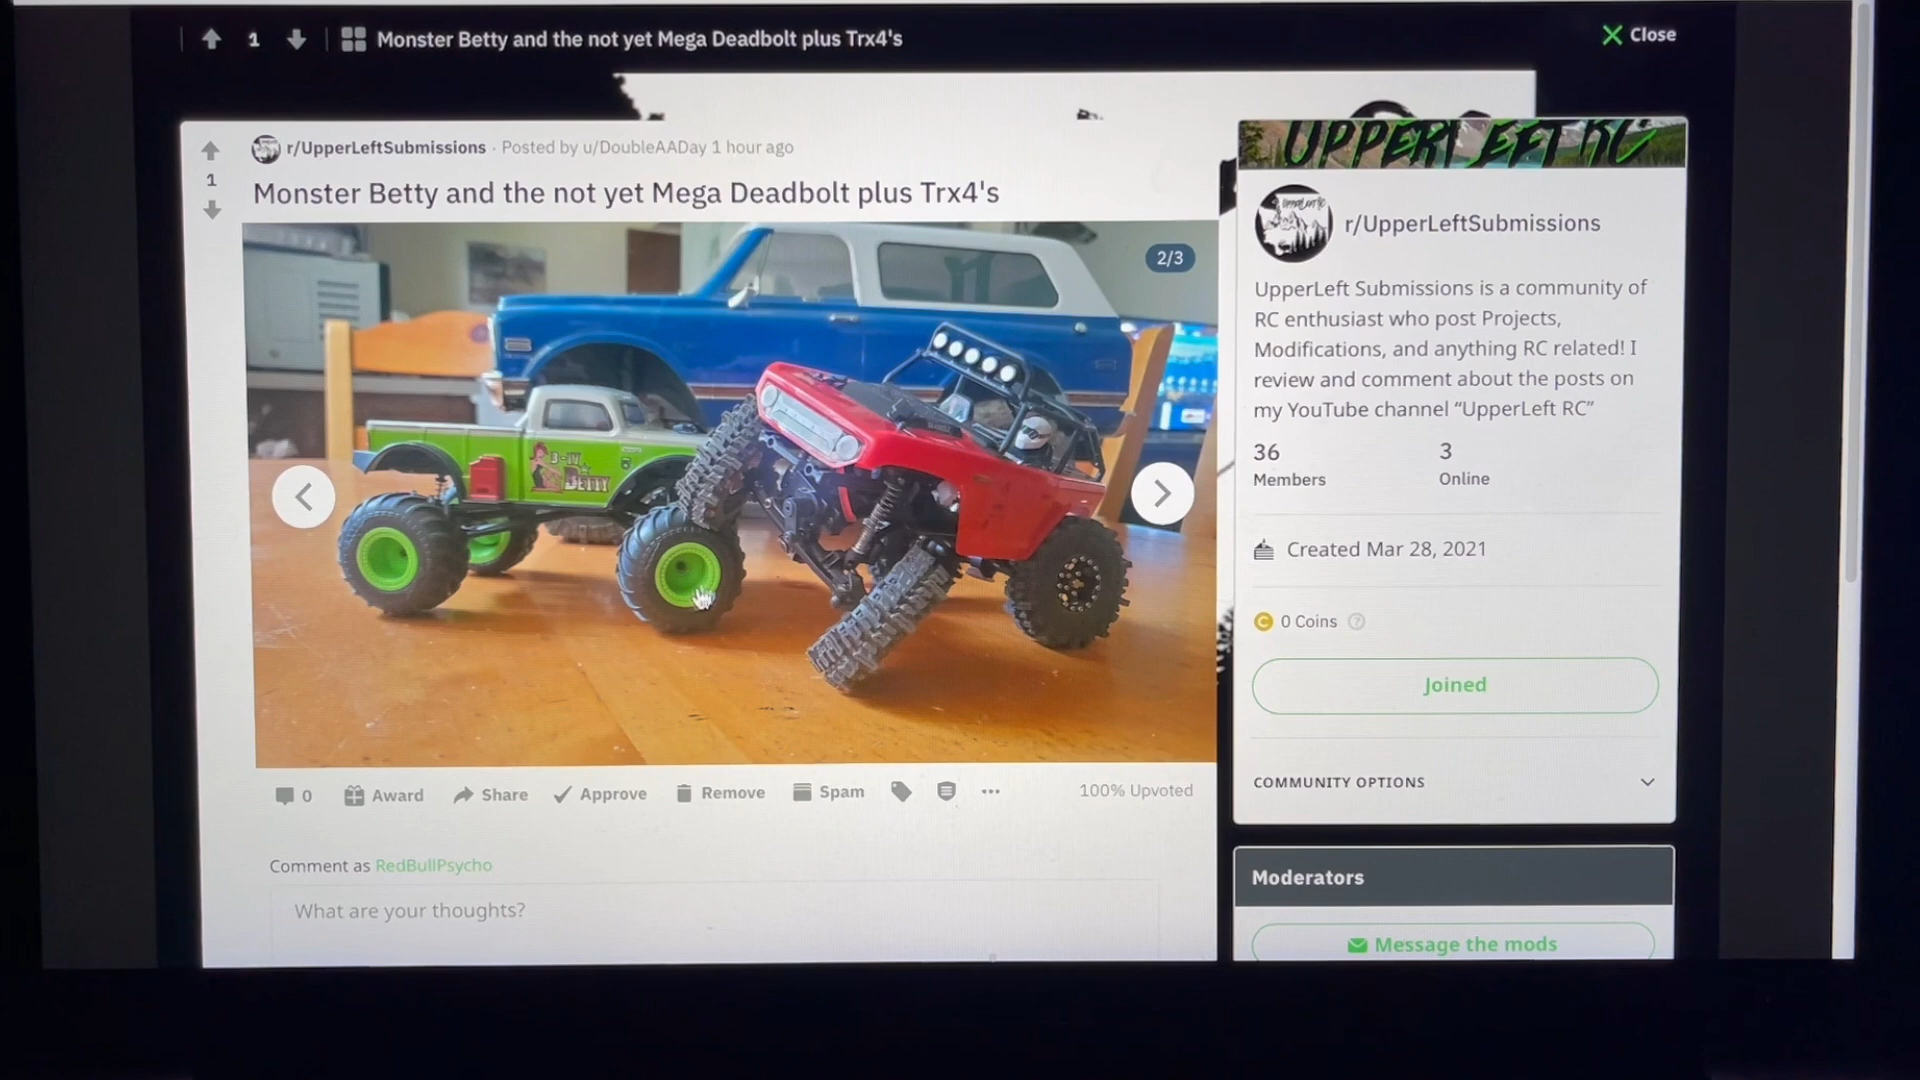 1
Monster Betty and the not yet Mega Deadbolt plus Trx4's
Close
r/UpperLeftSubmissions · Posted by u/DoubleAADay 1 hour ago
1
Monster Betty and the not yet Mega Deadbolt plus Trx4's
2/3
BETTY
0
Award
Share
Approve
Remove
Spam
100% Upvoted
Comment as RedBullPsycho
What are your thoughts?
UPPERLEFT RC
r/UpperLeftSubmissions
UpperLeft Submissions is a community of
RC enthusiast who post Projects,
Modifications, and anything RC related! I
review and comment about the posts on
my YouTube channel “UpperLeft RC”
36
Members
3
Online
Created Mar 28, 2021
0 Coins
Joined
COMMUNITY OPTIONS
Moderators
Message the mods